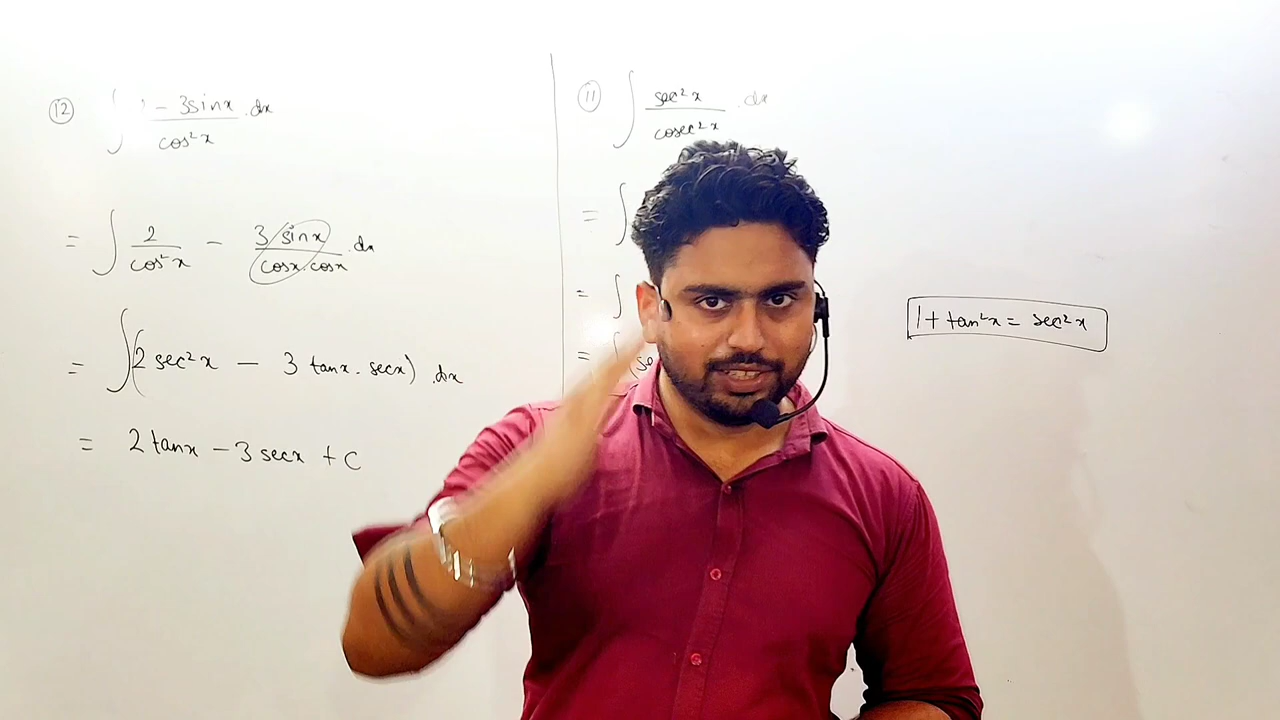 ⑫ ∫ - 3sinx / cos²x . dx
= ∫ 2 / cos²x - 3 sinx / cosx.cosx . dx
= ∫(2 sec²x - 3 tanx . secx) . dx
= 2 tanx - 3 secx + c
⑪ ∫ sec²x / cosec²x . dx
= ∫
= ∫
= ∫ (se
1 + tan²x = sec²x